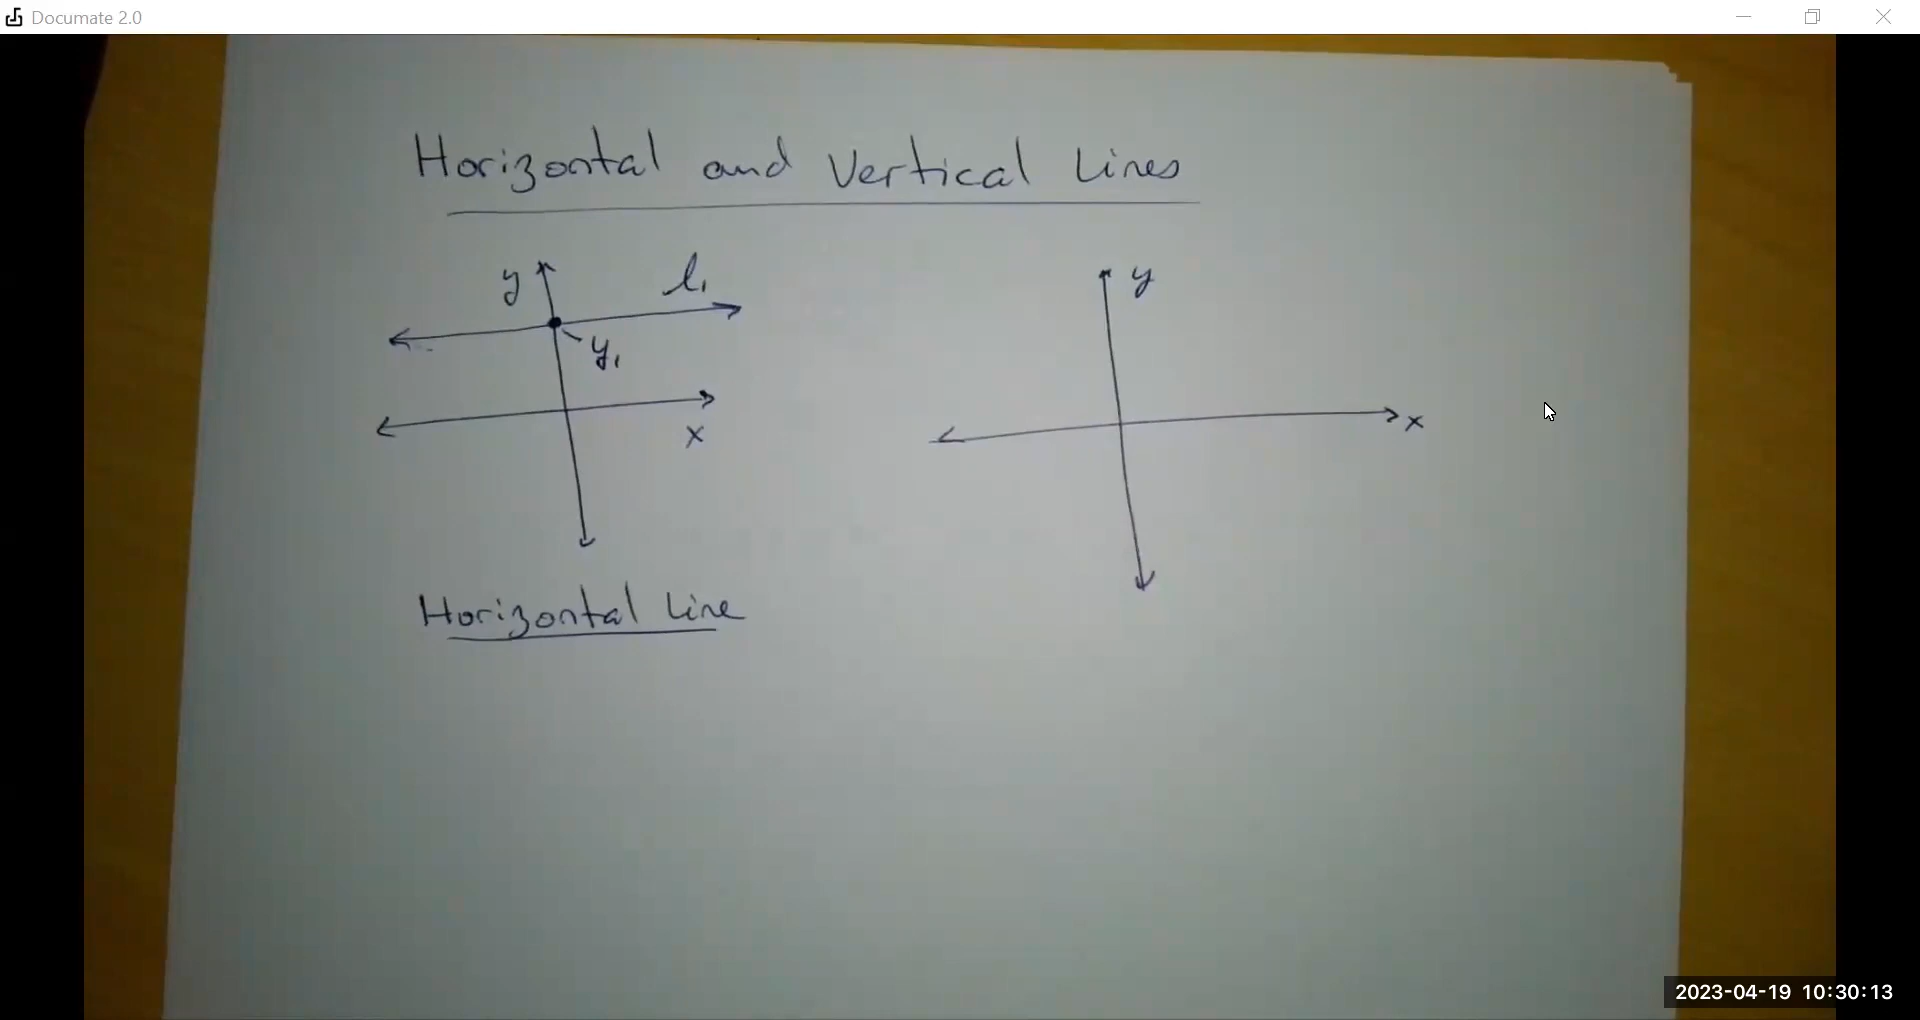 Documate 2.0
Horizontal and Vertical Lines
y l₁
y₁
x
Horizontal Line
y
x
2023-04-19 10:30:13